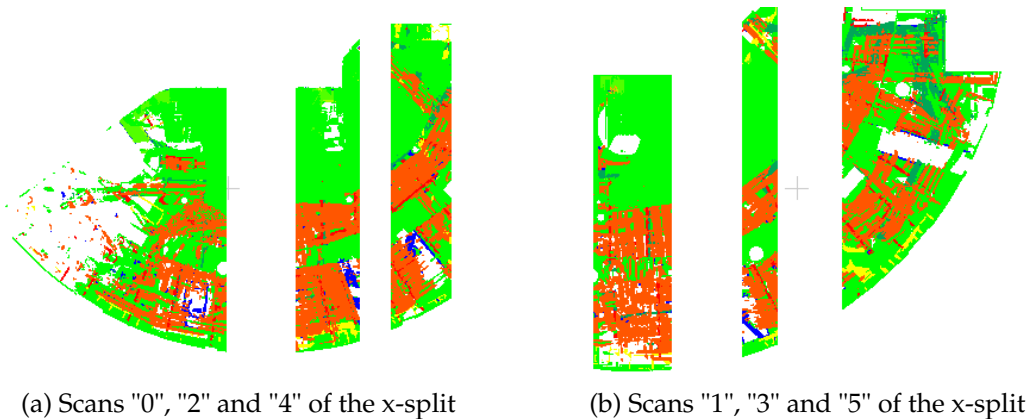 (a) Scans "0", "2" and "4" of the x-split
(b) Scans "1", "3" and "5" of the x-split